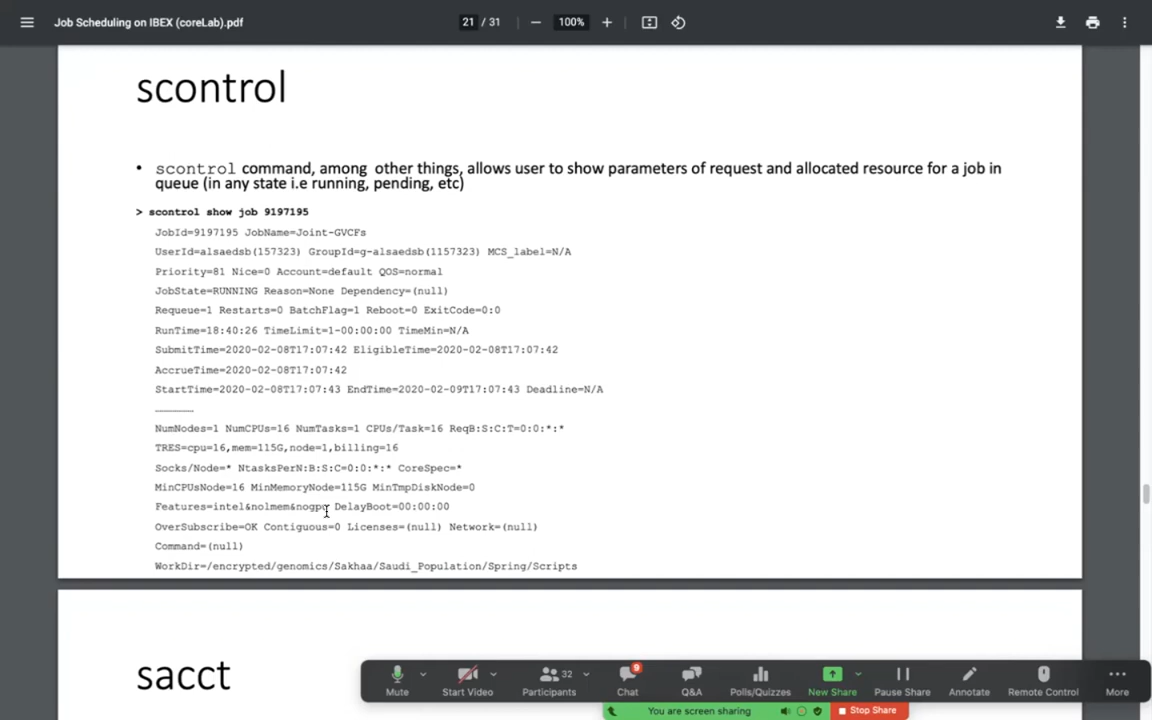 Job Scheduling on IBEX (coreLab).pdf
21 / 31
100%
scontrol
• scontrol command, among other things, allows user to show parameters of request and allocated resource for a job in
queue (in any state i.e running, pending, etc)
> scontrol show job 9197195
JobId=9197195 JobName=Joint-GVCFs
UserId=alsaedsb(157323) GroupId=g-alsaedsb(1157323) MCS_label=N/A
Priority=81 Nice=0 Account=default QOS=normal
JobState=RUNNING Reason=None Dependency=(null)
Requeue=1 Restarts=0 BatchFlag=1 Reboot=0 ExitCode=0:0
RunTime=18:40:26 TimeLimit=1-00:00:00 TimeMin=N/A
SubmitTime=2020-02-08T17:07:42 EligibleTime=2020-02-08T17:07:42
AccrueTime=2020-02-08T17:07:42
StartTime=2020-02-08T17:07:43 EndTime=2020-02-09T17:07:43 Deadline=N/A
NumNodes=1 NumCPUs=16 NumTasks=1 CPUs/Task=16 ReqB:S:C:T=0:0:*:*
TRES=cpu=16,mem=115G,node=1,billing=16
Socks/Node=* NtasksPerN:B:S:C=0:0:*:* CoreSpec=*
MinCPUsNode=16 MinMemoryNode=115G MinTmpDiskNode=0
Features=intel&nolmem&nogpu DelayBoot=00:00:00
OverSubscribe=OK Contiguous=0 Licenses=(null) Network=(null)
Command=(null)
WorkDir=/encrypted/genomics/Sakhaa/Saudi_Population/Spring/Scripts
sacct
32
9
Mute
Start Video
Participants
Chat
Q&A
Polls/Quizzes
New Share
Pause Share
Annotate
Remote Control
More
You are screen sharing
Stop Share